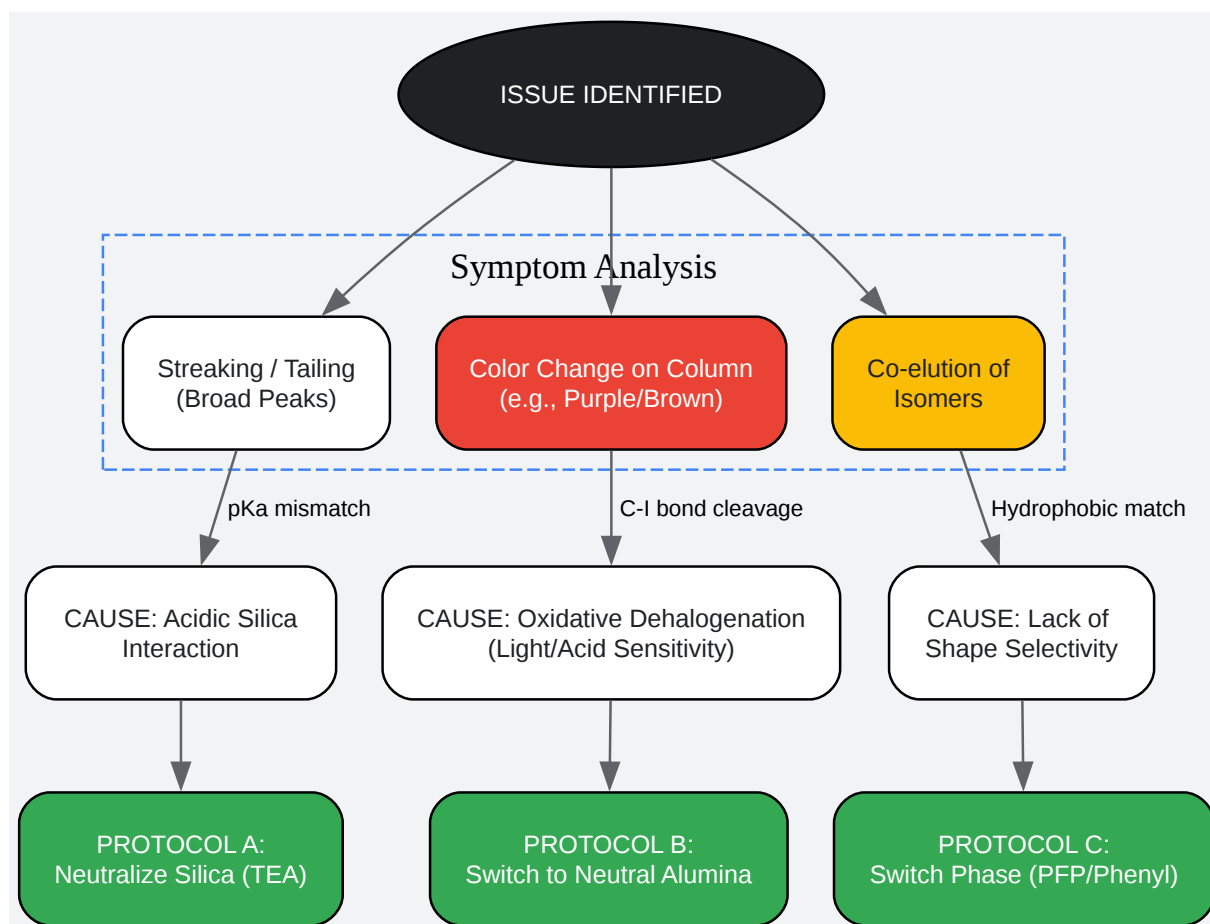 ISSUE IDENTIFIED
Symptom Analysis
Streaking / Tailing
(Broad Peaks)
Color Change on Column
(e.g., Purple/Brown)
Co-elution of
Isomers
pKa mismatch
C-I bond cleavage
Hydrophobic match
CAUSE: Acidic Silica
Interaction
CAUSE: Oxidative Dehalogenation
(Light/Acid Sensitivity)
CAUSE: Lack of
Shape Selectivity
PROTOCOL A:
Neutralize Silica (TEA)
PROTOCOL B:
Switch to Neutral Alumina
PROTOCOL C:
Switch Phase (PFP/Phenyl)